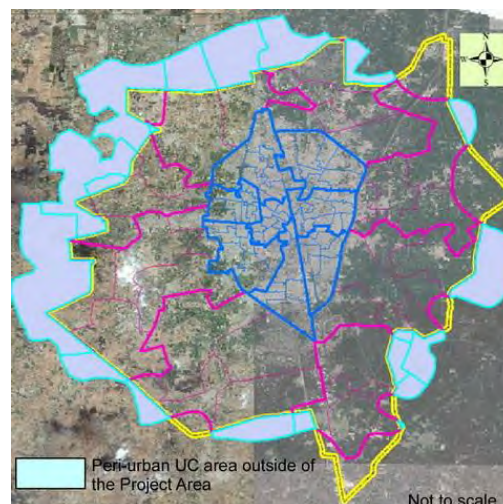 N
S
Peri-urban UC area outside of
the Project Area
Not to scale